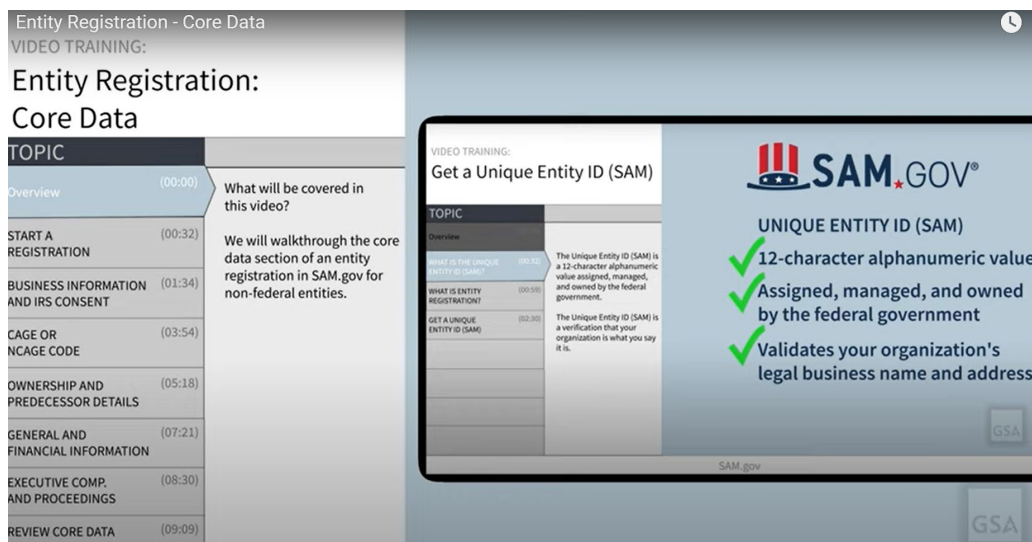 Entity Registration - Core Data
VIDEO TRAINING:
Entity Registration:
Core Data
TOPIC
Overview (00:00)
START A (00:32)
REGISTRATION
BUSINESS INFORMATION (01:34)
AND IRS CONSENT
CAGE OR (03:54)
NCAGE CODE
OWNERSHIP AND (05:18)
PREDECESSOR DETAILS
GENERAL AND (07:21)
FINANCIAL INFORMATION
EXECUTIVE COMP. (08:30)
AND PROCEEDINGS
REVIEW CORE DATA (09:09)
What will be covered in
this video?
We will walkthrough the core
data section of an entity
registration in SAM.gov for
non-federal entities.
VIDEO TRAINING:
Get a Unique Entity ID (SAM)
TOPIC
Overview
WHAT IS THE UNIQUE (00:32)
ENTITY ID (SAM)?
WHAT IS ENTITY (00:59)
REGISTRATION?
GET A UNIQUE (02:30)
ENTITY ID (SAM)
The Unique Entity ID (SAM) is
a 12-character alphanumeric
value assigned, managed,
and owned by the federal
government.
The Unique Entity ID (SAM) is
a verification that your
organization is what you say
it is.
SAM.GOV®
UNIQUE ENTITY ID (SAM)
12-character alphanumeric value
Assigned, managed, and owned
by the federal government
Validates your organization's
legal business name and address
GSA
SAM.gov
GSA